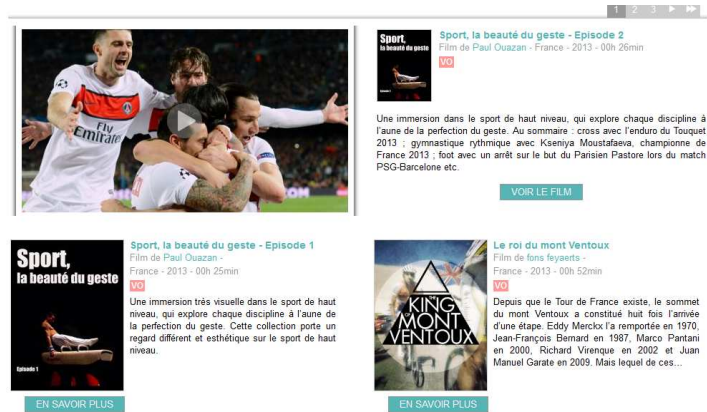 1 2 3
Fly
Emirates
Sport,
la beauté du geste
Sport, la beauté du geste - Episode 2
Film de Paul Ouazan - France - 2013 - 00h 26min
VO
Une immersion dans le sport de haut niveau, qui explore chaque discipline à
l'aune de la perfection du geste. Au sommaire : cross avec l'enduro du Touquet
2013 ; gymnastique rythmique avec Kseniya Moustafaeva, championne de
France 2013 ; foot avec un arrêt sur le but du Parisien Pastore lors du match
PSG-Barcelone etc.
VOIR LE FILM
Sport,
la beauté du geste
Episode 1
Sport, la beauté du geste - Episode 1
Film de Paul Ouazan -
France - 2013 - 00h 25min
VO
Une immersion très visuelle dans le sport de haut
niveau, qui explore chaque discipline à l'aune de
la perfection du geste. Cette collection porte un
regard différent et esthétique sur le sport de haut
niveau.
EN SAVOIR PLUS
KING
MONT
VENTOUX
Le roi du mont Ventoux
Film de fons feyaerts -
France - 2013 - 00h 52min
VO
Depuis que le Tour de France existe, le sommet
du mont Ventoux a constitué huit fois l'arrivée
d'une étape. Eddy Merckx l'a remportée en 1970,
Jean-François Bernard en 1987, Marco Pantani
en 2000, Richard Virenque en 2002 et Juan
Manuel Garate en 2009. Mais lequel de ces...
EN SAVOIR PLUS